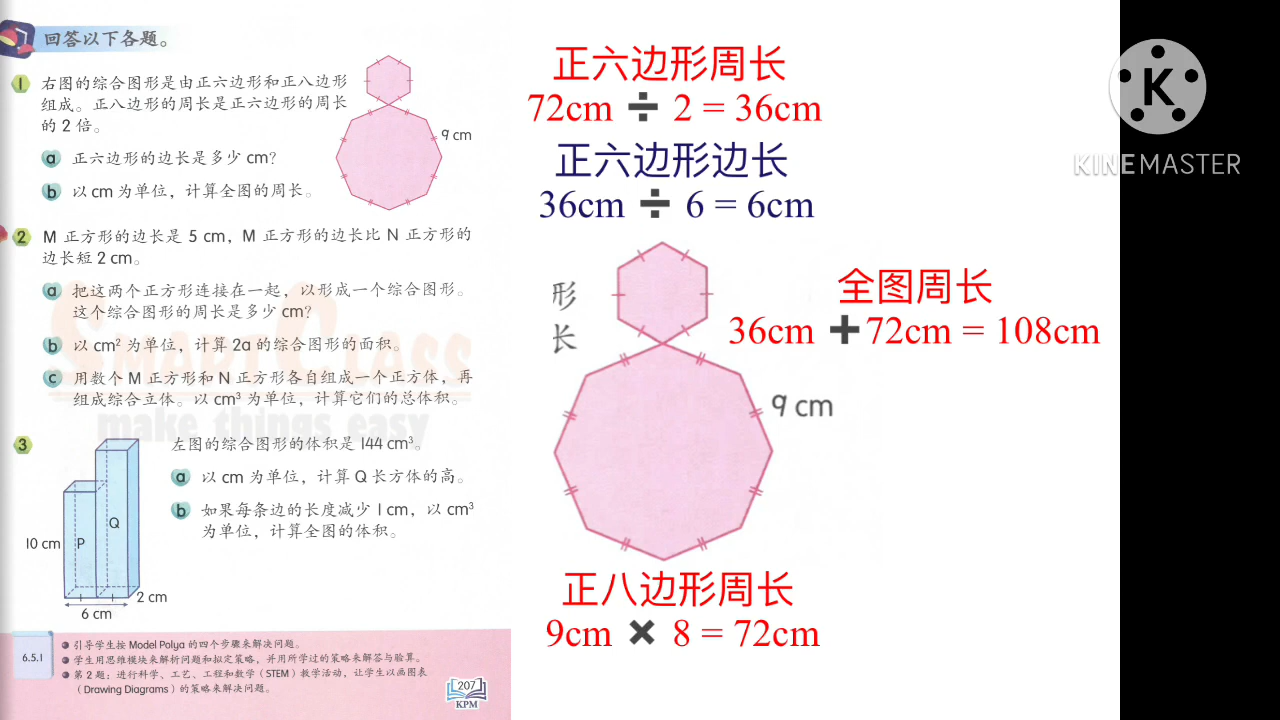 回答以下各题。
1 右图的综合图形是由正六边形和正八边形
组成。正八边形的周长是正六边形的周长
的 2 倍。
9 cm
a 正六边形的边长是多少 cm?
b 以 cm 为单位，计算全图的周长。
2 M 正方形的边长是 5 cm，M 正方形的边长比 N 正方形的
边长短 2 cm。
a 把这两个正方形连接在一起，以形成一个综合图形。
这个综合图形的周长是多少 cm?
b 以 cm² 为单位，计算 2a 的综合图形的面积。
c 用数个 M 正方形和 N 正方形各自组成一个正方体，再
组成综合立体。以 cm³ 为单位，计算它们的总体积。
SMART CLASS
make things easy
3 左图的综合图形的体积是 144 cm³。
a 以 cm 为单位，计算 Q 长方体的高。
b 如果每条边的长度减少 1 cm，以 cm³
为单位，计算全图的体积。
Q
10 cm
P
2 cm
6 cm
6.5.1
● 引导学生按 Model Polya 的四个步骤来解决问题。
● 学生用思维模块来解析问题和拟定策略，并用所学过的策略来解答与验算。
● 第 2 题：进行科学、工艺、工程和数学（STEM）教学活动，让学生以画图表
（Drawing Diagrams）的策略来解决问题。
207
KPM
正六边形周长
72cm ÷ 2 = 36cm
正六边形边长
36cm ÷ 6 = 6cm
形
长
全图周长
36cm + 72cm = 108cm
9 cm
正八边形周长
9cm × 8 = 72cm
K
KINEMASTER